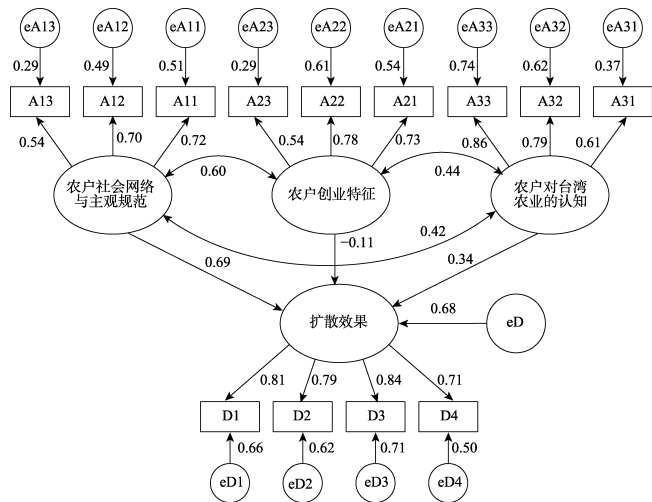 eA13 eA12 eA11 eA23 eA22 eA21 eA33 eA32 eA31
0.29 0.49 0.51 0.29 0.61 0.54 0.74 0.62 0.37
A13 A12 A11 A23 A22 A21 A33 A32 A31
0.54 0.70 0.72 0.54 0.78 0.73 0.86 0.79 0.61
0.60 0.44
农户社会网络
与主观规范
农户创业特征
农户对台湾
农业的认知
0.42
−0.11
0.69 0.34
扩散效果
0.68
eD
0.81 0.79 0.84 0.71
D1 D2 D3 D4
0.66 0.62 0.71 0.50
eD1 eD2 eD3 eD4